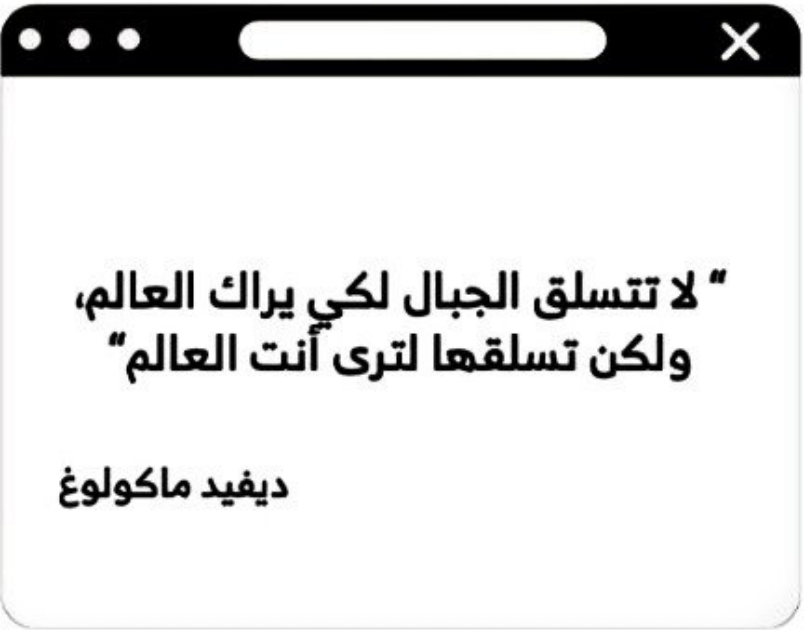 “ لا تتسلق الجبال لكي يراك العالم،
ولكن تسلقها لترى أنت العالم“
ديفيد ماكولوغ